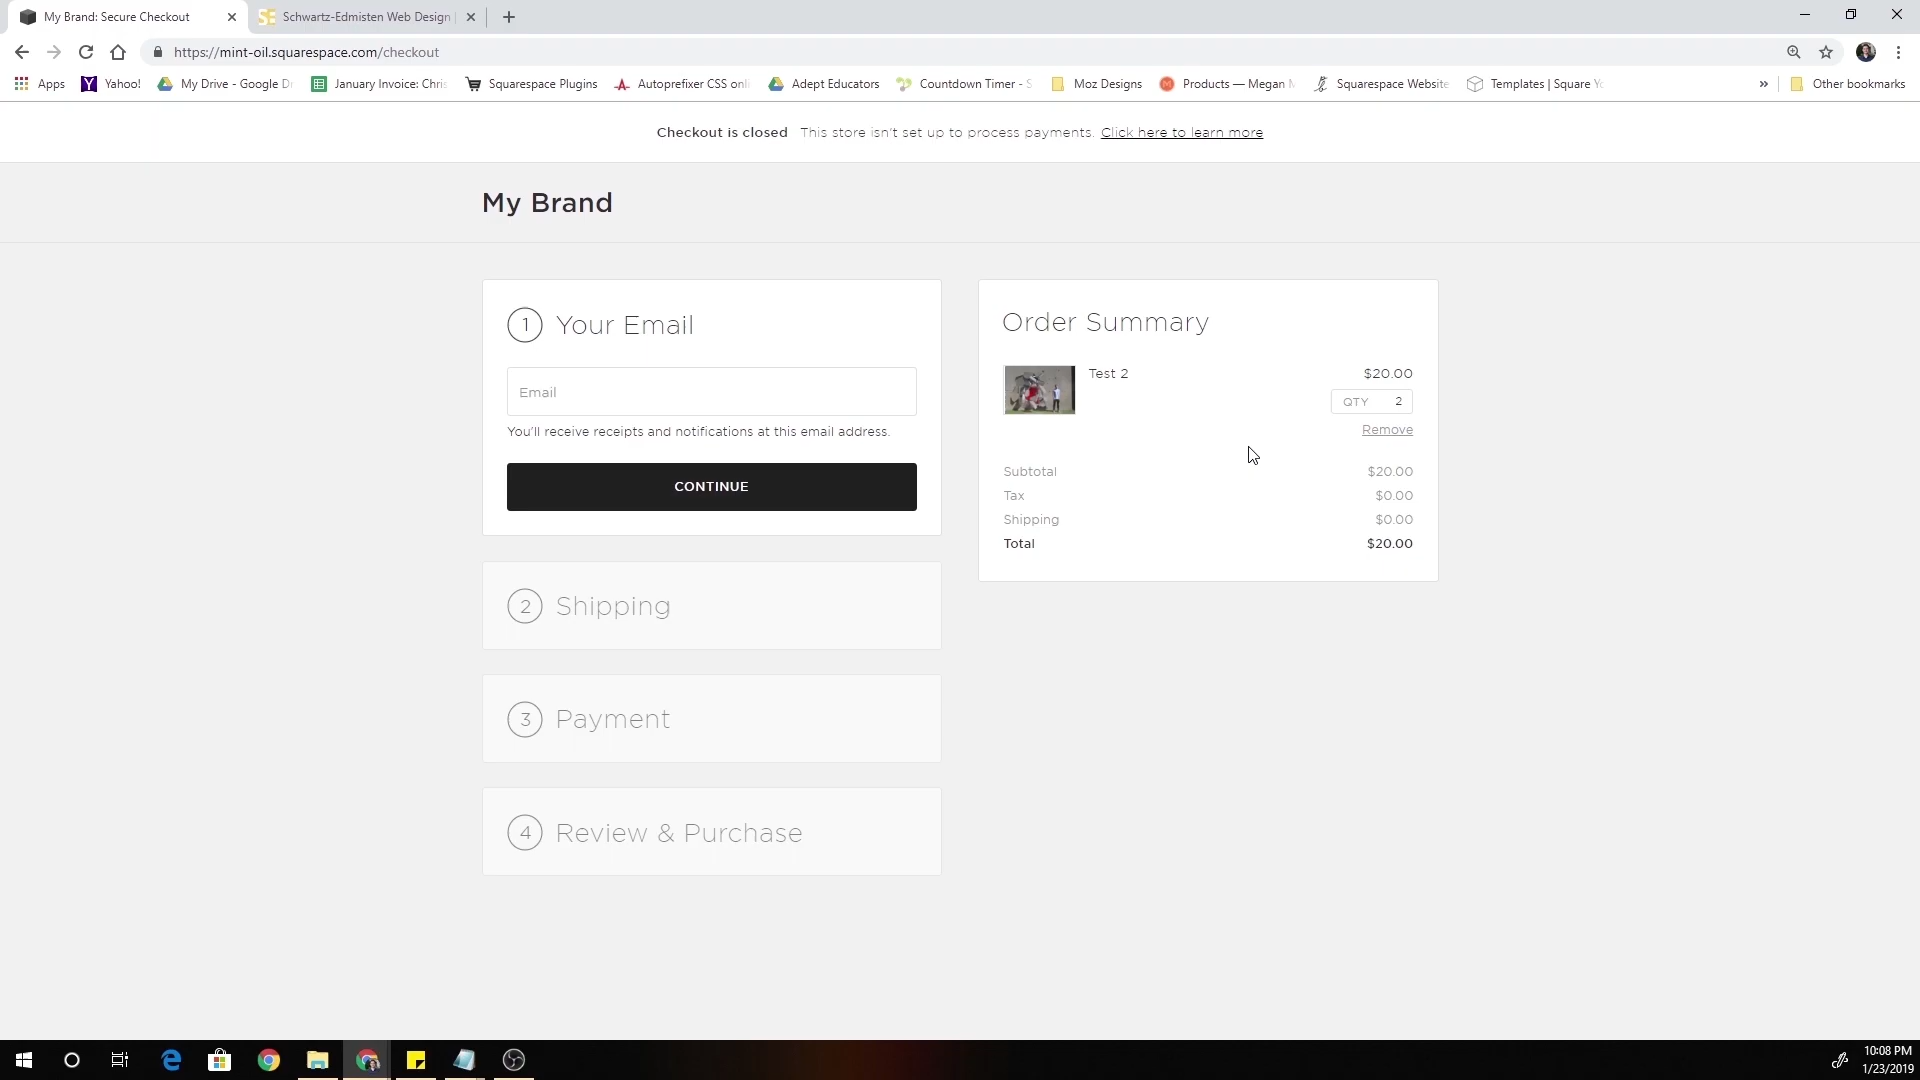 My Brand: Secure Checkout
Schwartz-Edmisten Web Design |
https://mint-oil.squarespace.com/checkout
Apps Yahoo! My Drive - Google Dr January Invoice: Chris Squarespace Plugins Autoprefixer CSS onli Adept Educators Countdown Timer - S Moz Designs Products — Megan M Squarespace Website Templates | Square Yo » Other bookmarks
Checkout is closed This store isn't set up to process payments. Click here to learn more
My Brand
1 Your Email
Email
You'll receive receipts and notifications at this email address.
CONTINUE
2 Shipping
3 Payment
4 Review & Purchase
Order Summary
Test 2 $20.00
QTY 2
Remove
Subtotal $20.00
Tax $0.00
Shipping $0.00
Total $20.00
10:08 PM
1/23/2019